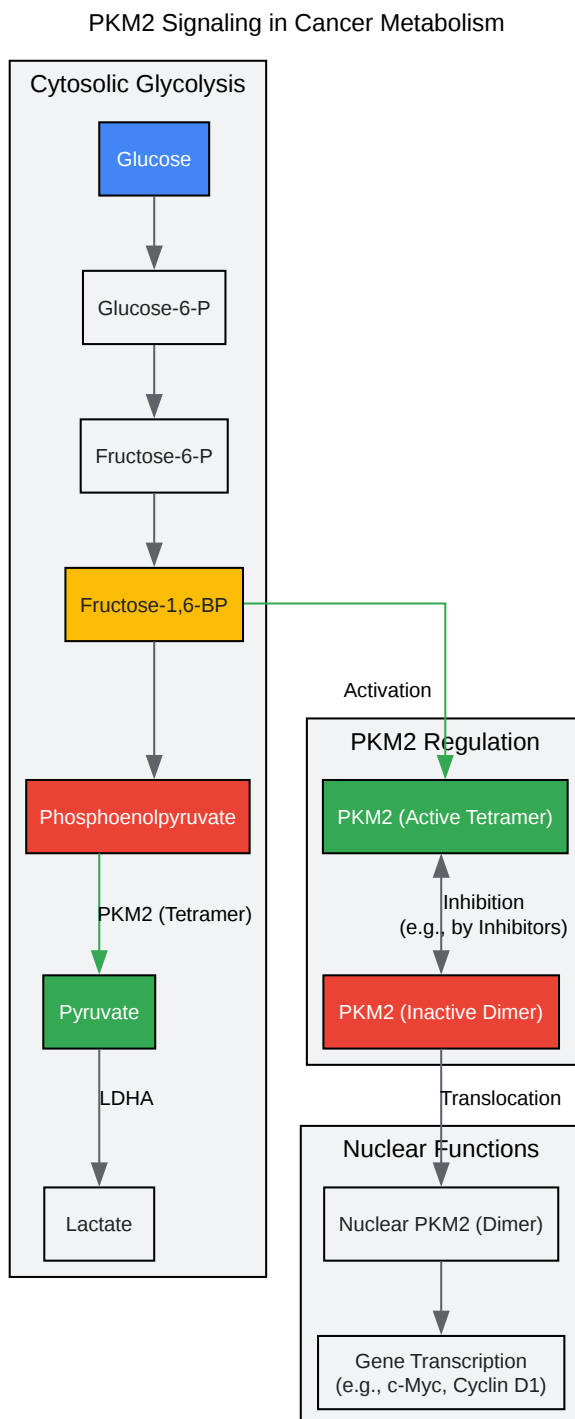 PKM2 Signaling in Cancer Metabolism
Cytosolic Glycolysis
Glucose
Glucose-6-P
Fructose-6-P
Fructose-1,6-BP
Activation
PKM2 Regulation
Phosphoenolpyruvate
PKM2 (Active Tetramer)
PKM2 (Tetramer)
Inhibition
(e.g., by Inhibitors)
Pyruvate
PKM2 (Inactive Dimer)
LDHA
Translocation
Nuclear Functions
Lactate
Nuclear PKM2 (Dimer)
Gene Transcription
(e.g., c-Myc, Cyclin D1)